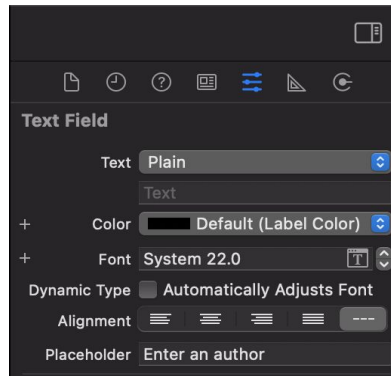 Text Field
Text Plain
Text
+ Color Default (Label Color)
+ Font System 22.0 T
Dynamic Type Automatically Adjusts Font
Alignment ---
Placeholder Enter an author